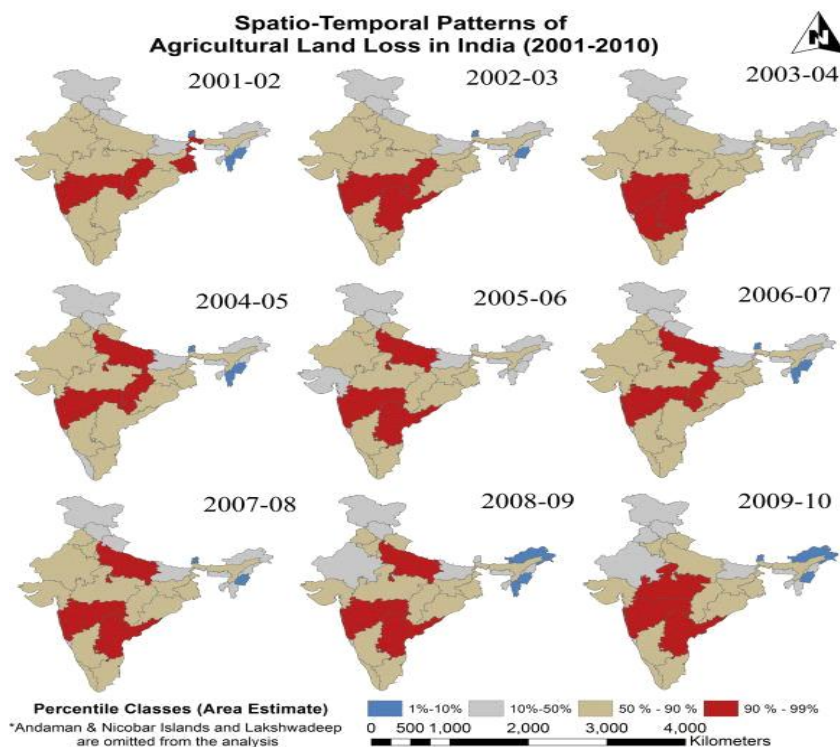 Spatio-Temporal Patterns of
Agricultural Land Loss in India (2001-2010)
N
2001-02
2002-03
2003-04
2004-05
2005-06
2006-07
2007-08
2008-09
2009-10
Percentile Classes (Area Estimate)
1%-10%
10%-50%
50 % - 90 %
90 % - 99%
*Andaman & Nicobar Islands and Lakshwadeep
are omitted from the analysis
0 500 1,000 2,000 3,000 4,000
Kilometers